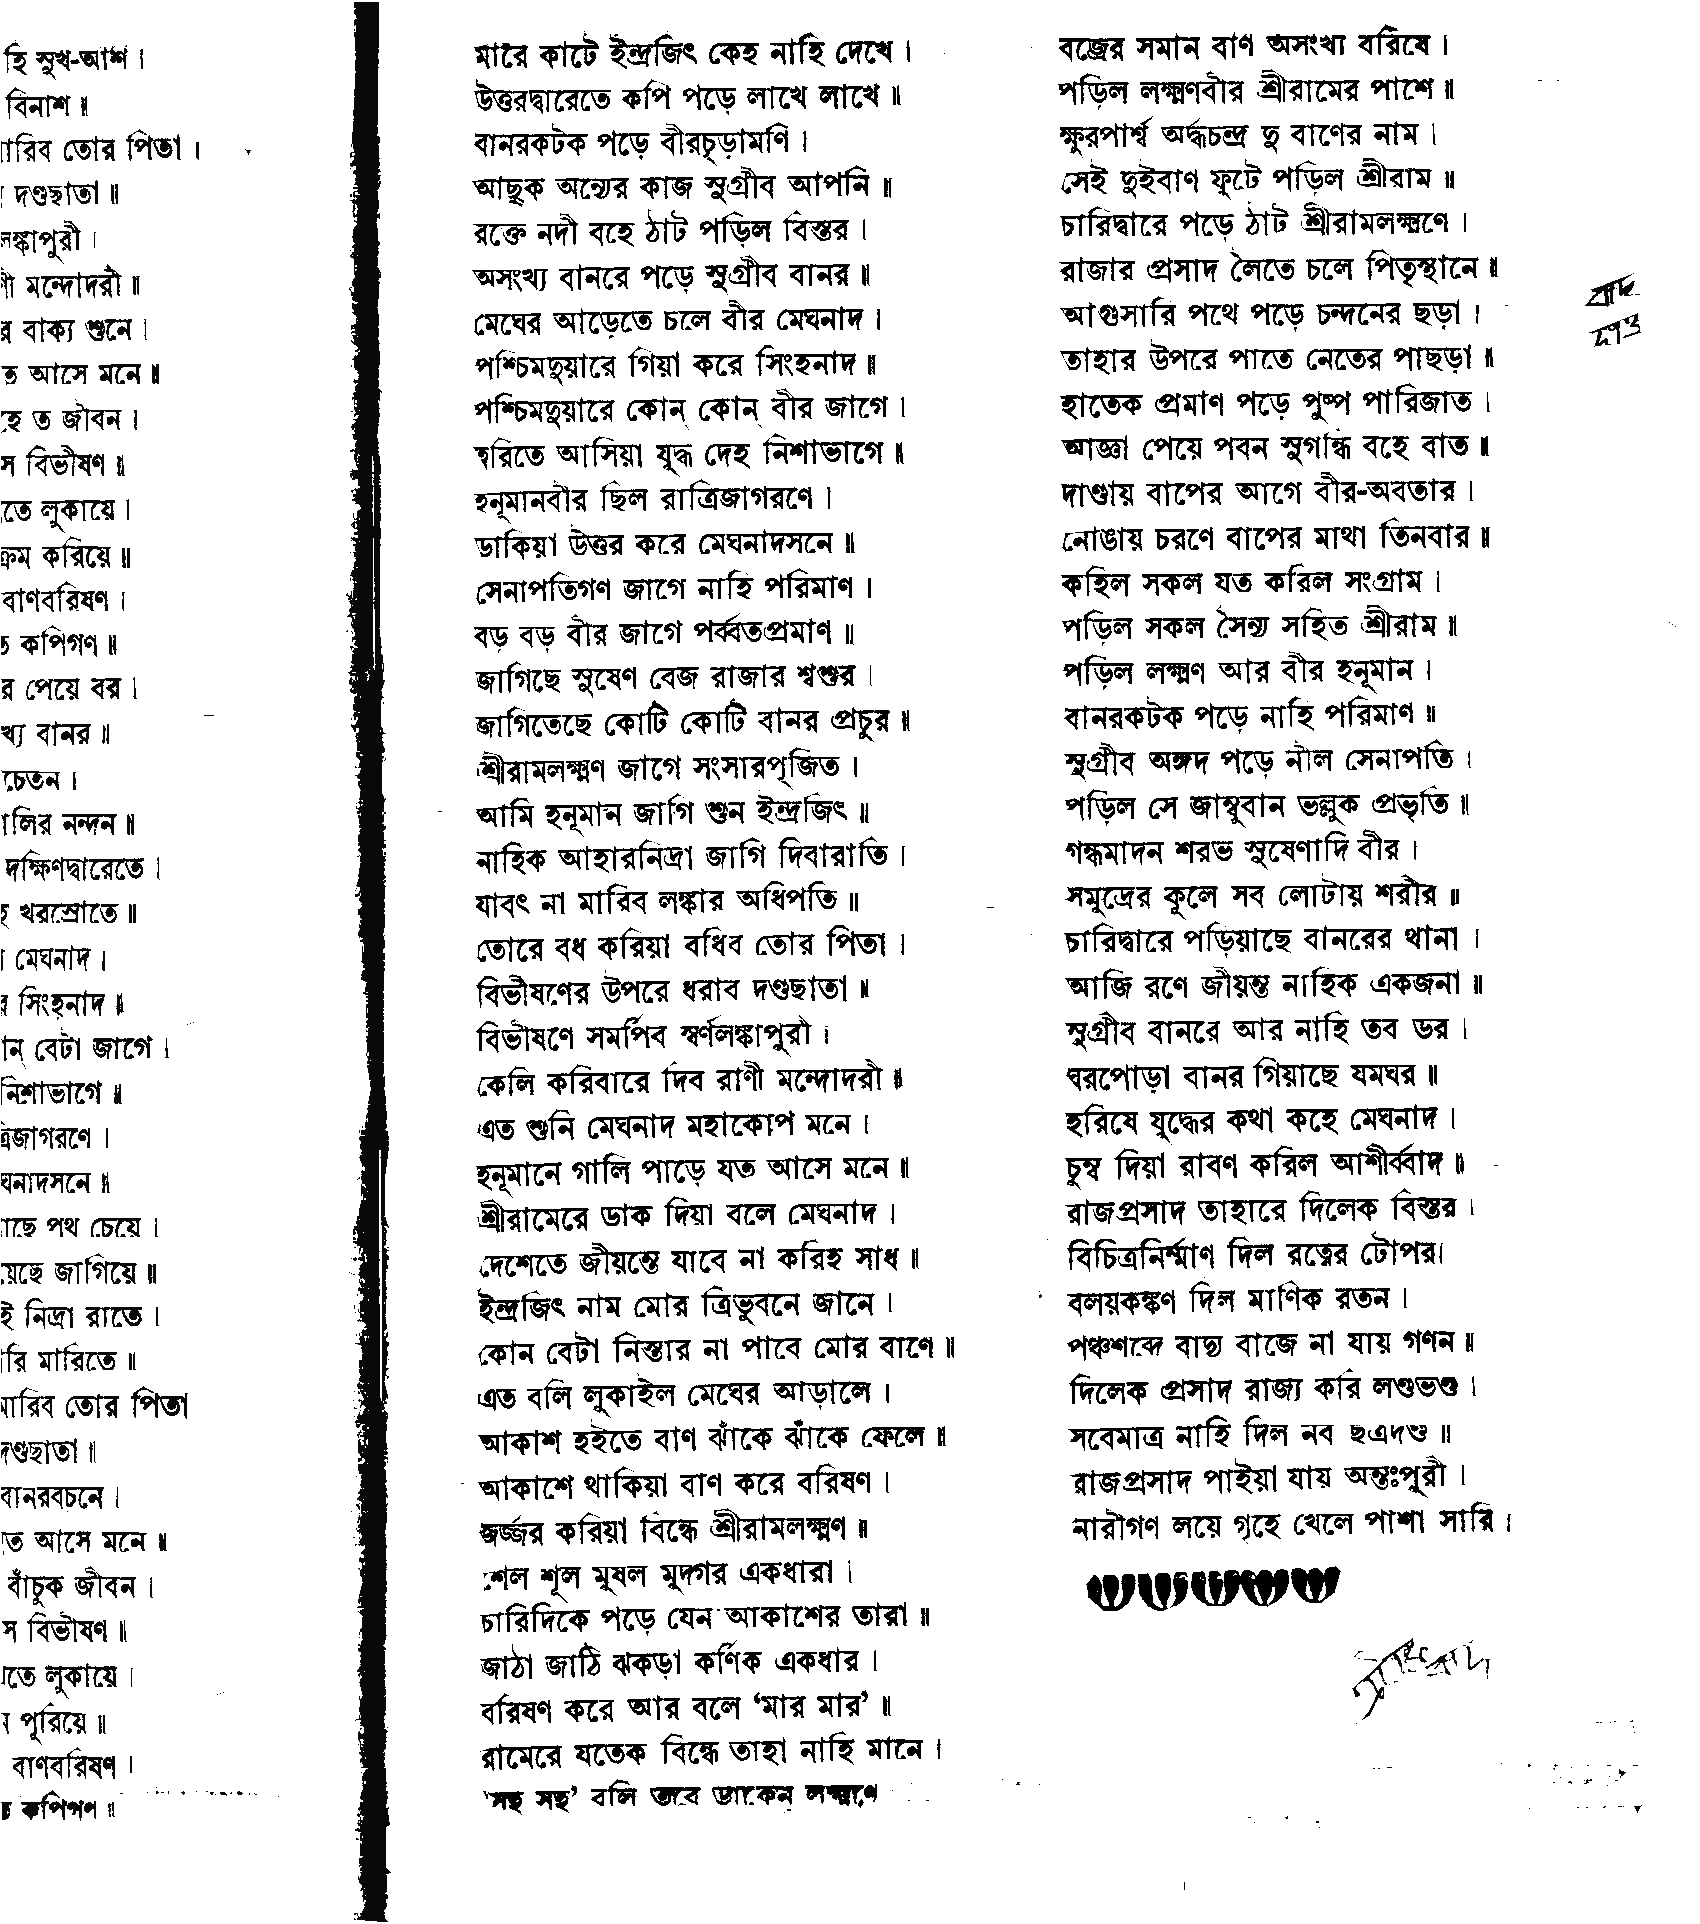 হি সুখ-আশ।
বিনাশ॥
মারিব তোর পিতা।
দণ্ডছাতা॥
লঙ্কাপুরী।
মন্দোদরী॥
র বাক্য শুনে।
ত আসে মনে॥
হে ত জীবন।
স বিভীষণ॥
তে লুকায়ে।
ক্রম করিয়ে॥
বাণবরিষণ।
কপিগণ॥
র পেয়ে বর।
খ্য বানর॥
চেতন।
ালির নন্দন॥
দক্ষিণদ্বারেতে।
খরস্রোতে॥
মেঘনাদ।
র সিংহনাদ॥
ান্ বেটা জাগে।
নিশাভাগে॥
ত্রিজাগরণে।
ঘনাদসনে॥
াছে পথ চেয়ে।
য়েছে জাগিয়ে॥
ই নিদ্রা রাতে।
রি মারিতে॥
মারিব তোর পিতা
দণ্ডছাতা॥
বানরবচনে।
ত আসে মনে॥
বাঁচুক জীবন।
স বিভীষণ॥
তে লুকায়ে।
পূরিয়ে॥
বাণবরিষণ।
কপিগণ॥
মারে কাটে ইন্দ্রজিৎ কেহ নাহি দেখে।
উত্তরদ্বারেতে কপি পড়ে লাখে লাখে॥
বানরকটক পড়ে বীরচূড়ামণি।
আছুক অন্যের কাজ সুগ্রীব আপনি॥
রক্তে নদী বহে ঠাট পড়িল বিস্তর।
অসংখ্য বানরে পড়ে সুগ্রীব বানর॥
মেঘের আড়েতে চলে বীর মেঘনাদ।
পশ্চিমদুয়ারে গিয়া করে সিংহনাদ॥
পশ্চিমদুয়ারে কোন্ কোন্ বীর জাগে।
ত্বরিতে আসিয়া যুদ্ধ দেহ নিশাভাগে॥
হনূমানবীর ছিল রাত্রিজাগরণে।
ডাকিয়া উত্তর করে মেঘনাদসনে॥
সেনাপতিগণ জাগে নাহি পরিমাণ।
বড় বড় বীর জাগে পর্ব্বতপ্রমাণ॥
জাগিছে সুষেণ বেজ রাজার শ্বশুর।
জাগিতেছে কোটি কোটি বানর প্রচুর॥
শ্রীরামলক্ষ্মণ জাগে সংসারপূজিত।
আমি হনূমান জাগি শুন ইন্দ্রজিৎ॥
নাহিক আহারনিদ্রা জাগি দিবারাতি।
যাবৎ না মারিব লঙ্কার অধিপতি॥
তোরে বধ করিয়া বধিব তোর পিতা।
বিভীষণের উপরে ধরাব দণ্ডছাতা॥
বিভীষণে সমর্পিব স্বর্ণলঙ্কাপুরী।
কেলি করিবারে দিব রাণী মন্দোদরী॥
এত শুনি মেঘনাদ মহাকোপ মনে।
হনূমানে গালি পাড়ে যত আসে মনে॥
শ্রীরামেরে ডাক দিয়া বলে মেঘনাদ।
দেশেতে জীয়ন্তে যাবে না করিহ সাধ॥
ইন্দ্রজিৎ নাম মোর ত্রিভুবনে জানে।
কোন বেটা নিস্তার না পাবে মোর বাণে॥
এত বলি লুকাইল মেঘের আড়ালে।
আকাশ হইতে বাণ ঝাঁকে ঝাঁকে ফেলে॥
আকাশে থাকিয়া বাণ করে বরিষণ।
জর্জ্জর করিয়া বিন্ধে শ্রীরামলক্ষ্মণ॥
শেল শূল মুষল মুদগর একধারা।
চারিদিকে পড়ে যেন আকাশের তারা॥
জাঠা জাঠি ঝকড়া কর্ণিক একধার।
বরিষণ করে আর বলে ‘মার মার’॥
রামেরে যতেক বিন্ধে তাহা নাহি মানে।
‘সহ সহ’ বলি তবে ডাকেন লক্ষ্মণে
বজ্রের সমান বাণ অসংখ্য বরিষে।
পড়িল লক্ষ্মণবীর শ্রীরামের পাশে॥
ক্ষুরপার্শ্ব অর্দ্ধচন্দ্র দু বাণের নাম।
সেই দুইবাণ ফুটে পড়িল শ্রীরাম॥
চারিদ্বারে পড়ে ঠাট শ্রীরামলক্ষ্মণে।
রাজার প্রসাদ লৈতে চলে পিতৃস্থানে॥
আগুসারি পথে পড়ে চন্দনের ছড়া।
তাহার উপরে পাতে নেতের পাছড়া॥
হাতেক প্রমাণ পড়ে পুষ্প পারিজাত।
আজ্ঞা পেয়ে পবন সুগন্ধি বহে বাত॥
দাণ্ডায় বাপের আগে বীর-অবতার।
নোঙায় চরণে বাপের মাথা তিনবার॥
কহিল সকল যত করিল সংগ্রাম।
পড়িল সকল সৈন্য সহিত শ্রীরাম॥
পড়িল লক্ষ্মণ আর বীর হনূমান।
বানরকটক পড়ে নাহি পরিমাণ॥
সুগ্রীব অঙ্গদ পড়ে নীল সেনাপতি।
পড়িল সে জাম্বুবান ভল্লুক প্রভৃতি॥
গন্ধমাদন শরভ সুষেণাদি বীর।
সমুদ্রের কূলে সব লোটায় শরীর॥
চারিদ্বারে পড়িয়াছে বানরের থানা।
আজি রণে জীয়ন্ত নাহিক একজনা॥
সুগ্রীব বানরে আর নাহি তব ডর।
ঘরপোড়া বানর গিয়াছে যমঘর॥
হরিষে যুদ্ধের কথা কহে মেঘনাদ।
চুম্ব দিয়া রাবণ করিল আশীর্ব্বাদ॥
রাজপ্রসাদ তাহারে দিলেক বিস্তর।
বিচিত্রনির্ম্মাণ দিল রত্নের টোপর।
বলয়কঙ্কণ দিল মাণিক রতন।
পঞ্চশব্দে বাদ্য বাজে না যায় গণন॥
দিলেক প্রসাদ রাজ্য করি লণ্ডভণ্ড।
সবেমাত্র নাহি দিল নব ছত্রদণ্ড॥
রাজপ্রসাদ পাইয়া যায় অন্তঃপুরী।
নারীগণ লয়ে গৃহে খেলে পাশা সারি।
বাদ
দাও